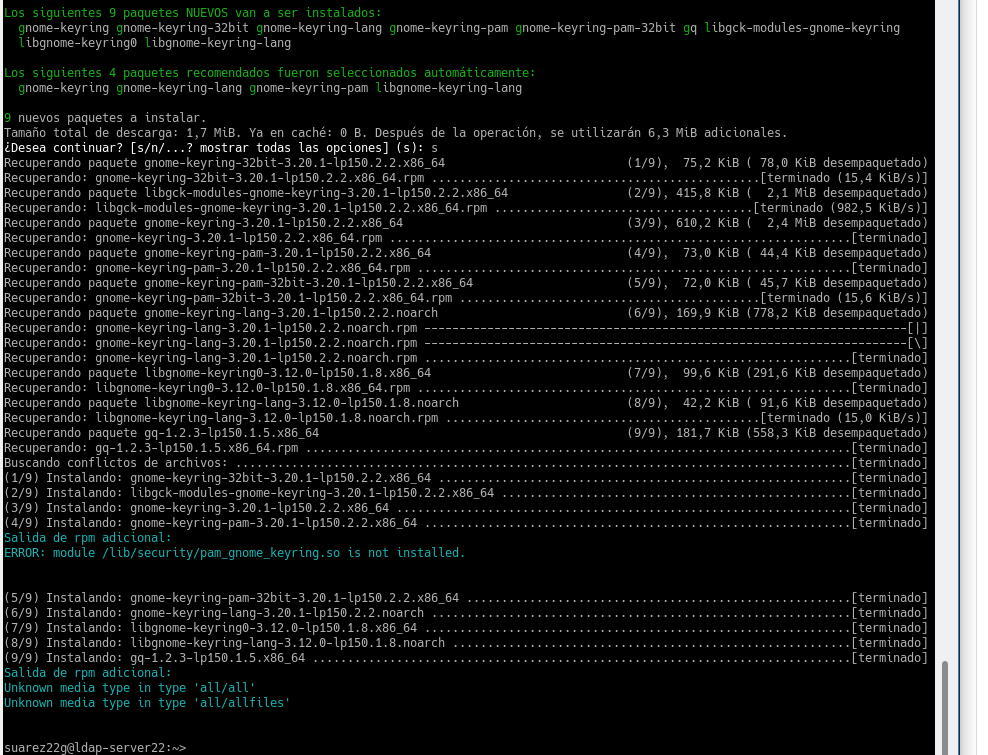 Los siguientes 9 paquetes NUEVOS van a ser instalados:
  gnome-keyring gnome-keyring-32bit gnome-keyring-lang gnome-keyring-pam gnome-keyring-pam-32bit gq libgck-modules-gnome-keyring
  libgnome-keyring0 libgnome-keyring-lang

Los siguientes 4 paquetes recomendados fueron seleccionados automáticamente:
  gnome-keyring gnome-keyring-lang gnome-keyring-pam libgnome-keyring-lang

9 nuevos paquetes a instalar.
Tamaño total de descarga: 1,7 MiB. Ya en caché: 0 B. Después de la operación, se utilizarán 6,3 MiB adicionales.
¿Desea continuar? [s/n/...? mostrar todas las opciones] (s): s
Recuperando paquete gnome-keyring-32bit-3.20.1-lp150.2.2.x86_64                          (1/9),  75,2 KiB ( 78,0 KiB desempaquetado)
Recuperando: gnome-keyring-32bit-3.20.1-lp150.2.2.x86_64.rpm ...............................................[terminado (15,4 KiB/s)]
Recuperando paquete libgck-modules-gnome-keyring-3.20.1-lp150.2.2.x86_64                 (2/9), 415,8 KiB (  2,1 MiB desempaquetado)
Recuperando: libgck-modules-gnome-keyring-3.20.1-lp150.2.2.x86_64.rpm .....................................[terminado (982,5 KiB/s)]
Recuperando paquete gnome-keyring-3.20.1-lp150.2.2.x86_64                                (3/9), 610,2 KiB (  2,4 MiB desempaquetado)
Recuperando: gnome-keyring-3.20.1-lp150.2.2.x86_64.rpm ...................................................................[terminado]
Recuperando paquete gnome-keyring-pam-3.20.1-lp150.2.2.x86_64                            (4/9),  73,0 KiB ( 44,4 KiB desempaquetado)
Recuperando: gnome-keyring-pam-3.20.1-lp150.2.2.x86_64.rpm ..............................................................[terminado]
Recuperando paquete gnome-keyring-pam-32bit-3.20.1-lp150.2.2.x86_64                      (5/9),  72,0 KiB ( 45,7 KiB desempaquetado)
Recuperando: gnome-keyring-pam-32bit-3.20.1-lp150.2.2.x86_64.rpm ...........................................[terminado (15,6 KiB/s)]
Recuperando paquete gnome-keyring-lang-3.20.1-lp150.2.2.noarch                           (6/9), 169,9 KiB (778,2 KiB desempaquetado)
Recuperando: gnome-keyring-lang-3.20.1-lp150.2.2.noarch.rpm ---------------------------------------------------------------------[|]
Recuperando: gnome-keyring-lang-3.20.1-lp150.2.2.noarch.rpm ---------------------------------------------------------------------[\]
Recuperando: gnome-keyring-lang-3.20.1-lp150.2.2.noarch.rpm .............................................................[terminado]
Recuperando paquete libgnome-keyring0-3.12.0-lp150.1.8.x86_64                            (7/9),  99,6 KiB (291,6 KiB desempaquetado)
Recuperando: libgnome-keyring0-3.12.0-lp150.1.8.x86_64.rpm ..............................................................[terminado]
Recuperando paquete libgnome-keyring-lang-3.12.0-lp150.1.8.noarch                        (8/9),  42,2 KiB ( 91,6 KiB desempaquetado)
Recuperando: libgnome-keyring-lang-3.12.0-lp150.1.8.noarch.rpm .............................................[terminado (15,0 KiB/s)]
Recuperando paquete gq-1.2.3-lp150.1.5.x86_64                                            (9/9), 181,7 KiB (558,3 KiB desempaquetado)
Recuperando: gq-1.2.3-lp150.1.5.x86_64.rpm ..............................................................................[terminado]
Buscando conflictos de archivos: ........................................................................................[terminado]
(1/9) Instalando: gnome-keyring-32bit-3.20.1-lp150.2.2.x86_64 ...........................................................[terminado]
(2/9) Instalando: libgck-modules-gnome-keyring-3.20.1-lp150.2.2.x86_64 ..................................................[terminado]
(3/9) Instalando: gnome-keyring-3.20.1-lp150.2.2.x86_64 .................................................................[terminado]
(4/9) Instalando: gnome-keyring-pam-3.20.1-lp150.2.2.x86_64 .............................................................[terminado]
Salida de rpm adicional:
ERROR: module /lib/security/pam_gnome_keyring.so is not installed.

(5/9) Instalando: gnome-keyring-pam-32bit-3.20.1-lp150.2.2.x86_64 .......................................................[terminado]
(6/9) Instalando: gnome-keyring-lang-3.20.1-lp150.2.2.noarch ............................................................[terminado]
(7/9) Instalando: libgnome-keyring0-3.12.0-lp150.1.8.x86_64 .............................................................[terminado]
(8/9) Instalando: libgnome-keyring-lang-3.12.0-lp150.1.8.noarch .........................................................[terminado]
(9/9) Instalando: gq-1.2.3-lp150.1.5.x86_64 .............................................................................[terminado]
Salida de rpm adicional:
Unknown media type in type 'all/all'
Unknown media type in type 'all/allfiles'

suarez22g@ldap-server22:~>